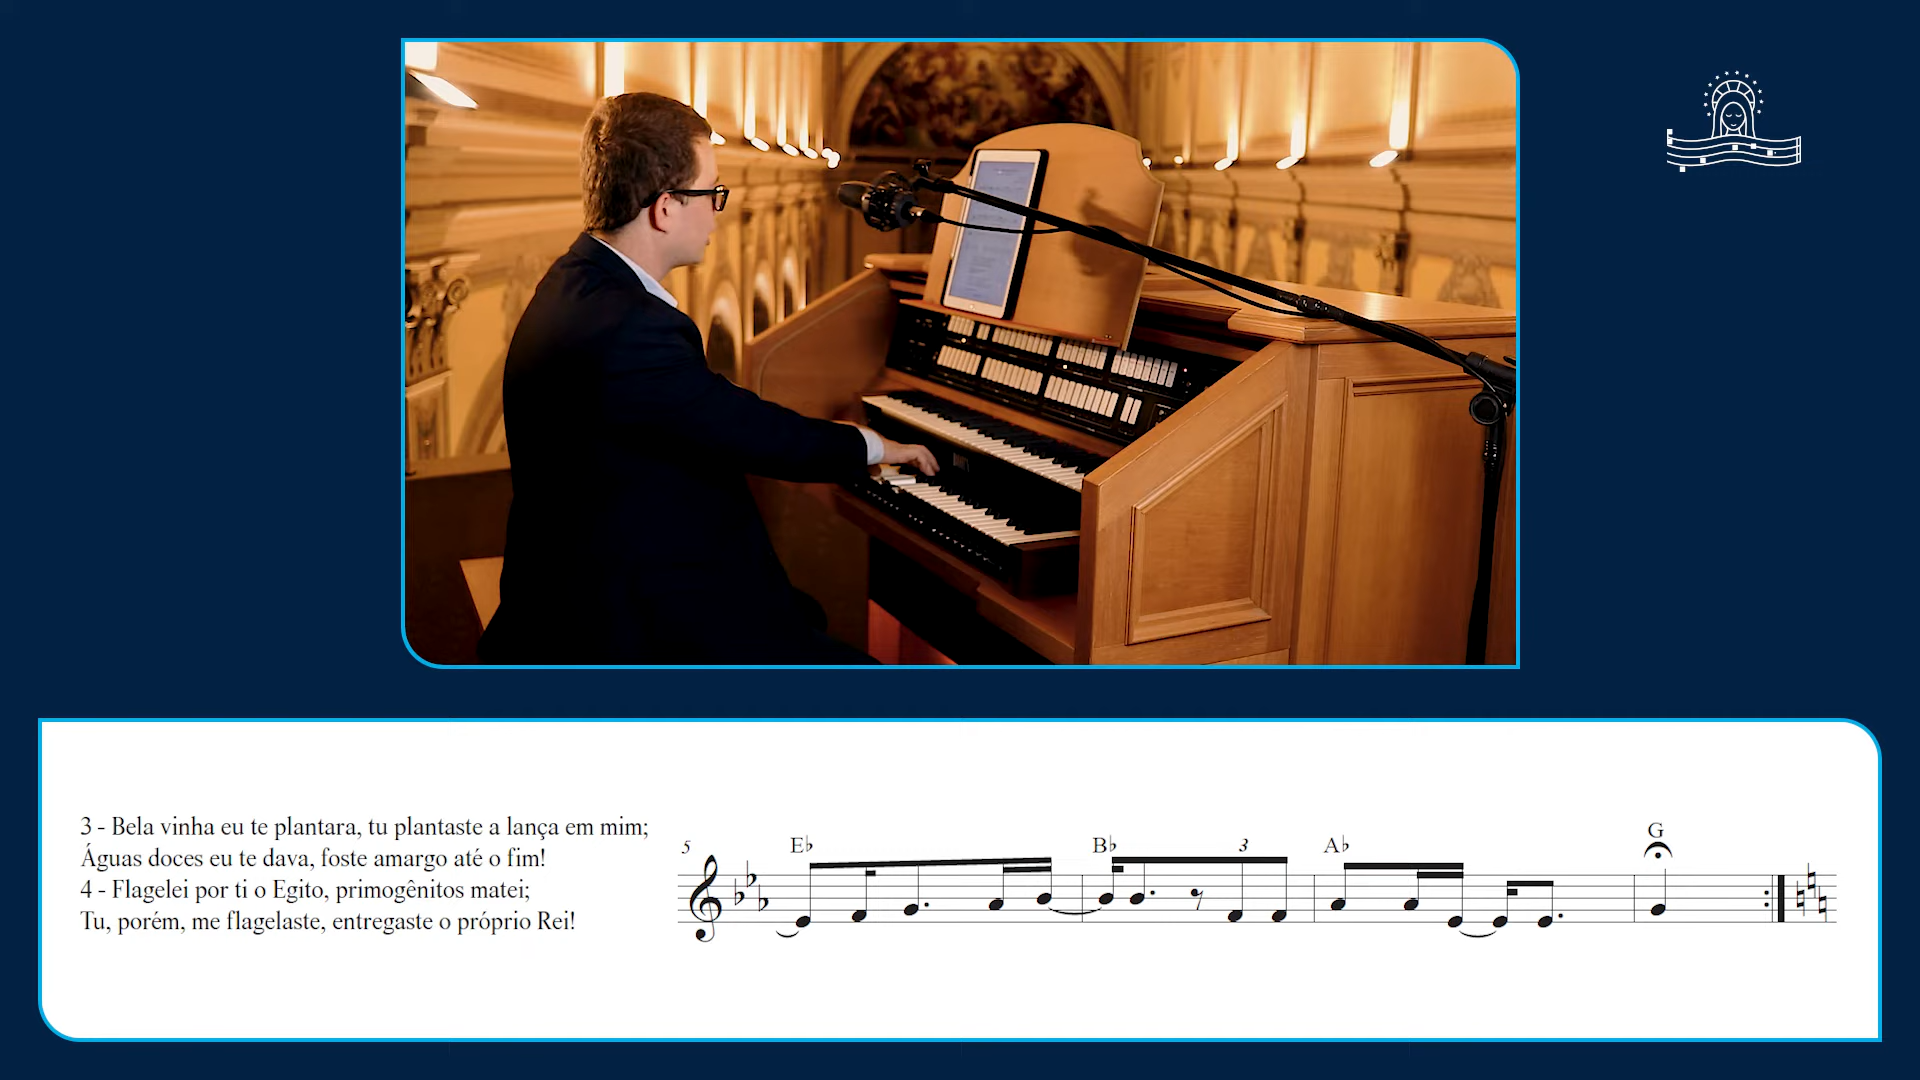 3 - Bela vinha eu te plantara, tu plantaste a lança em mim;
Águas doces eu te dava, foste amargo até o fim!
4 - Flagelei por ti o Egito, primogênitos matei;
Tu, porém, me flagelaste, entregaste o próprio Rei!
5 E♭ B♭ 3 A♭ G